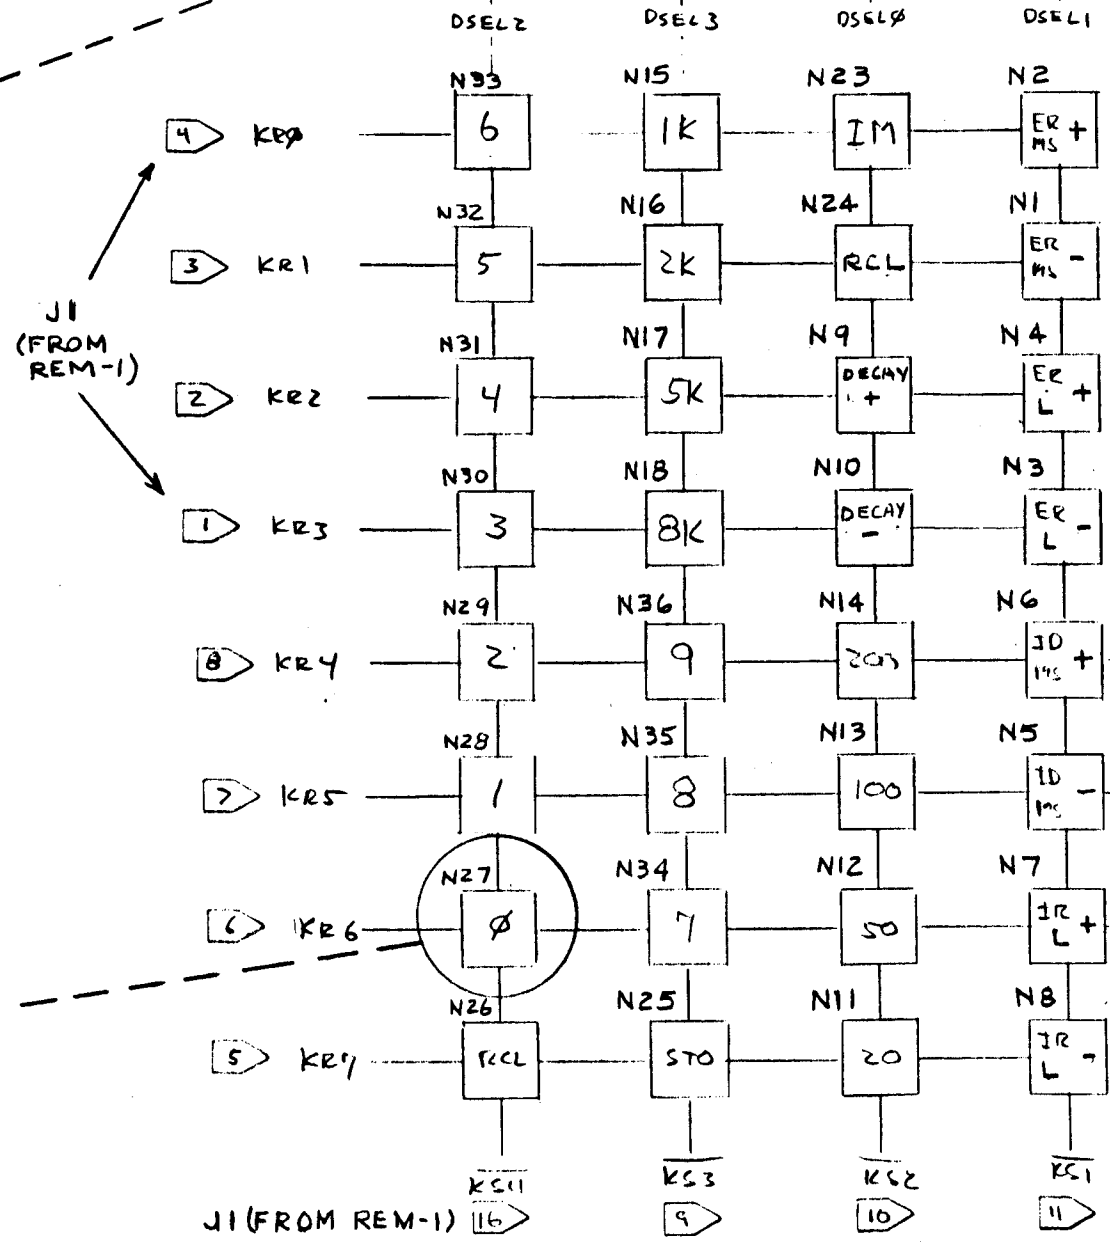 DSEL2 DSEL3 DSELØ DSEL1
N33 N15 N23 N2
4 KRØ 6 1K IM ER MS +
N32 N16 N24 N1
3 KR1 5 2K RCL ER MS -
J1
(FROM
REM-1)
N31 N17 N9 N4
2 KR2 4 5K DECAY + ER L +
N30 N18 N10 N3
1 KR3 3 8K DECAY - ER L -
N29 N36 N14 N6
8 KR4 2 9 ID MS +
N28 N35 N13 N5
7 KR5 1 8 100 ID MS -
N27 N34 N12 N7
6 KR6 Ø 7 50 IR L +
N26 N25 N11 N8
5 KR7 STO 20 IR L -
KS3 KS2 KS1
J1 (FROM REM-1) 16 9 10 11